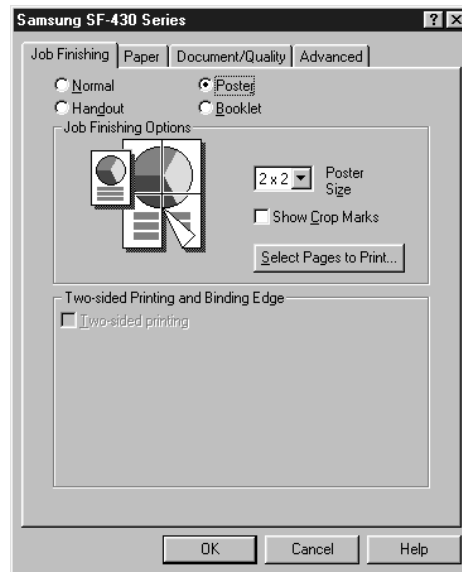 Samsung SF-430 Series
Job Finishing Paper Document/Quality Advanced
Normal Poster
Handout Booklet
Job Finishing Options
2 x 2 Poster
Size
Show Crop Marks
Select Pages to Print...
Two-sided Printing and Binding Edge
Two-sided printing
OK Cancel Help